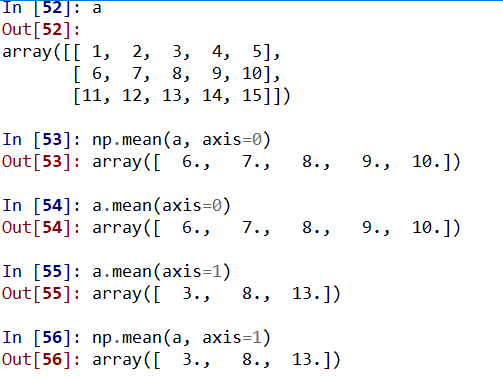 In [52]: a
Out[52]:
array([[ 1,  2,  3,  4,  5],
       [ 6,  7,  8,  9, 10],
       [11, 12, 13, 14, 15]])
In [53]: np.mean(a, axis=0)
Out[53]: array([  6.,   7.,   8.,   9.,  10.])
In [54]: a.mean(axis=0)
Out[54]: array([  6.,   7.,   8.,   9.,  10.])
In [55]: a.mean(axis=1)
Out[55]: array([  3.,   8.,  13.])
In [56]: np.mean(a, axis=1)
Out[56]: array([  3.,   8.,  13.])